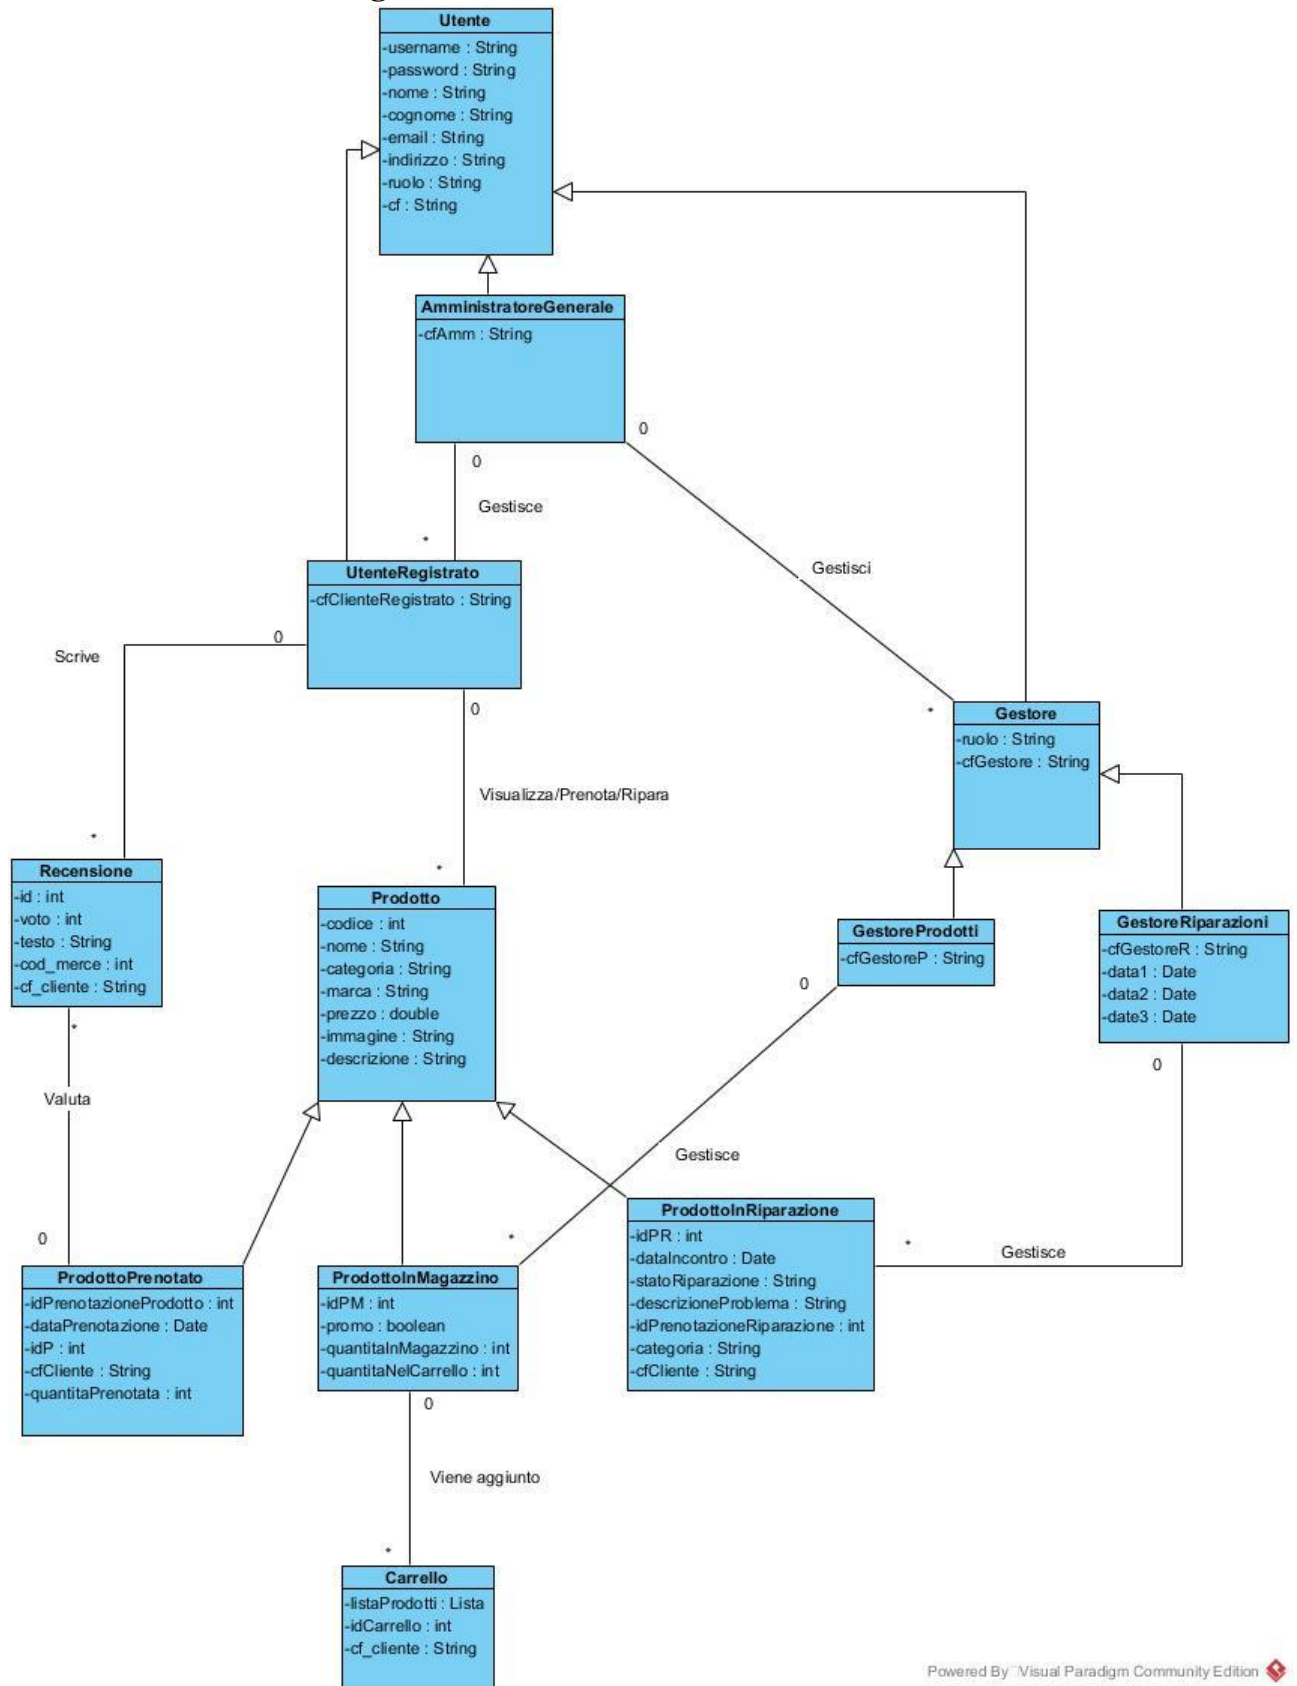 Utente
-username : String
-password : String
-nome : String
-cognome : String
-email : String
-indirizzo : String
-ruolo : String
-cf : String
AmministratoreGenerale
-cfAmm : String
0
0
Gestisce
*
Gestisci
UtenteRegistrato
-cfClienteRegistrato : String
0
Scrive
0
*
Gestore
-ruolo : String
-cfGestore : String
Visualizza/Prenota/Ripara
*
*
Recensione
-id : int
-voto : int
-testo : String
-cod_merce : int
-cf_cliente : String
*
Prodotto
-codice : int
-nome : String
-categoria : String
-marca : String
-prezzo : double
-immagine : String
-descrizione : String
GestoreProdotti
-cfGestoreP : String
0
GestoreRiparazioni
-cfGestoreR : String
-data1 : Date
-data2 : Date
-date3 : Date
0
Valuta
Gestisce
0
*
*
Gestisce
ProdottoPrenotato
-idPrenotazioneProdotto : int
-dataPrenotazione : Date
-idP : int
-cfCliente : String
-quantitaPrenotata : int
ProdottoInMagazzino
-idPM : int
-promo : boolean
-quantitaInMagazzino : int
-quantitaNelCarrello : int
ProdottoInRiparazione
-idPR : int
-dataIncontro : Date
-statoRiparazione : String
-descrizioneProblema : String
-idPrenotazioneRiparazione : int
-categoria : String
-cfCliente : String
0
Viene aggiunto
*
Carrello
-listaProdotti : Lista
-idCarrello : int
-cf_cliente : String
Powered By Visual Paradigm Community Edition